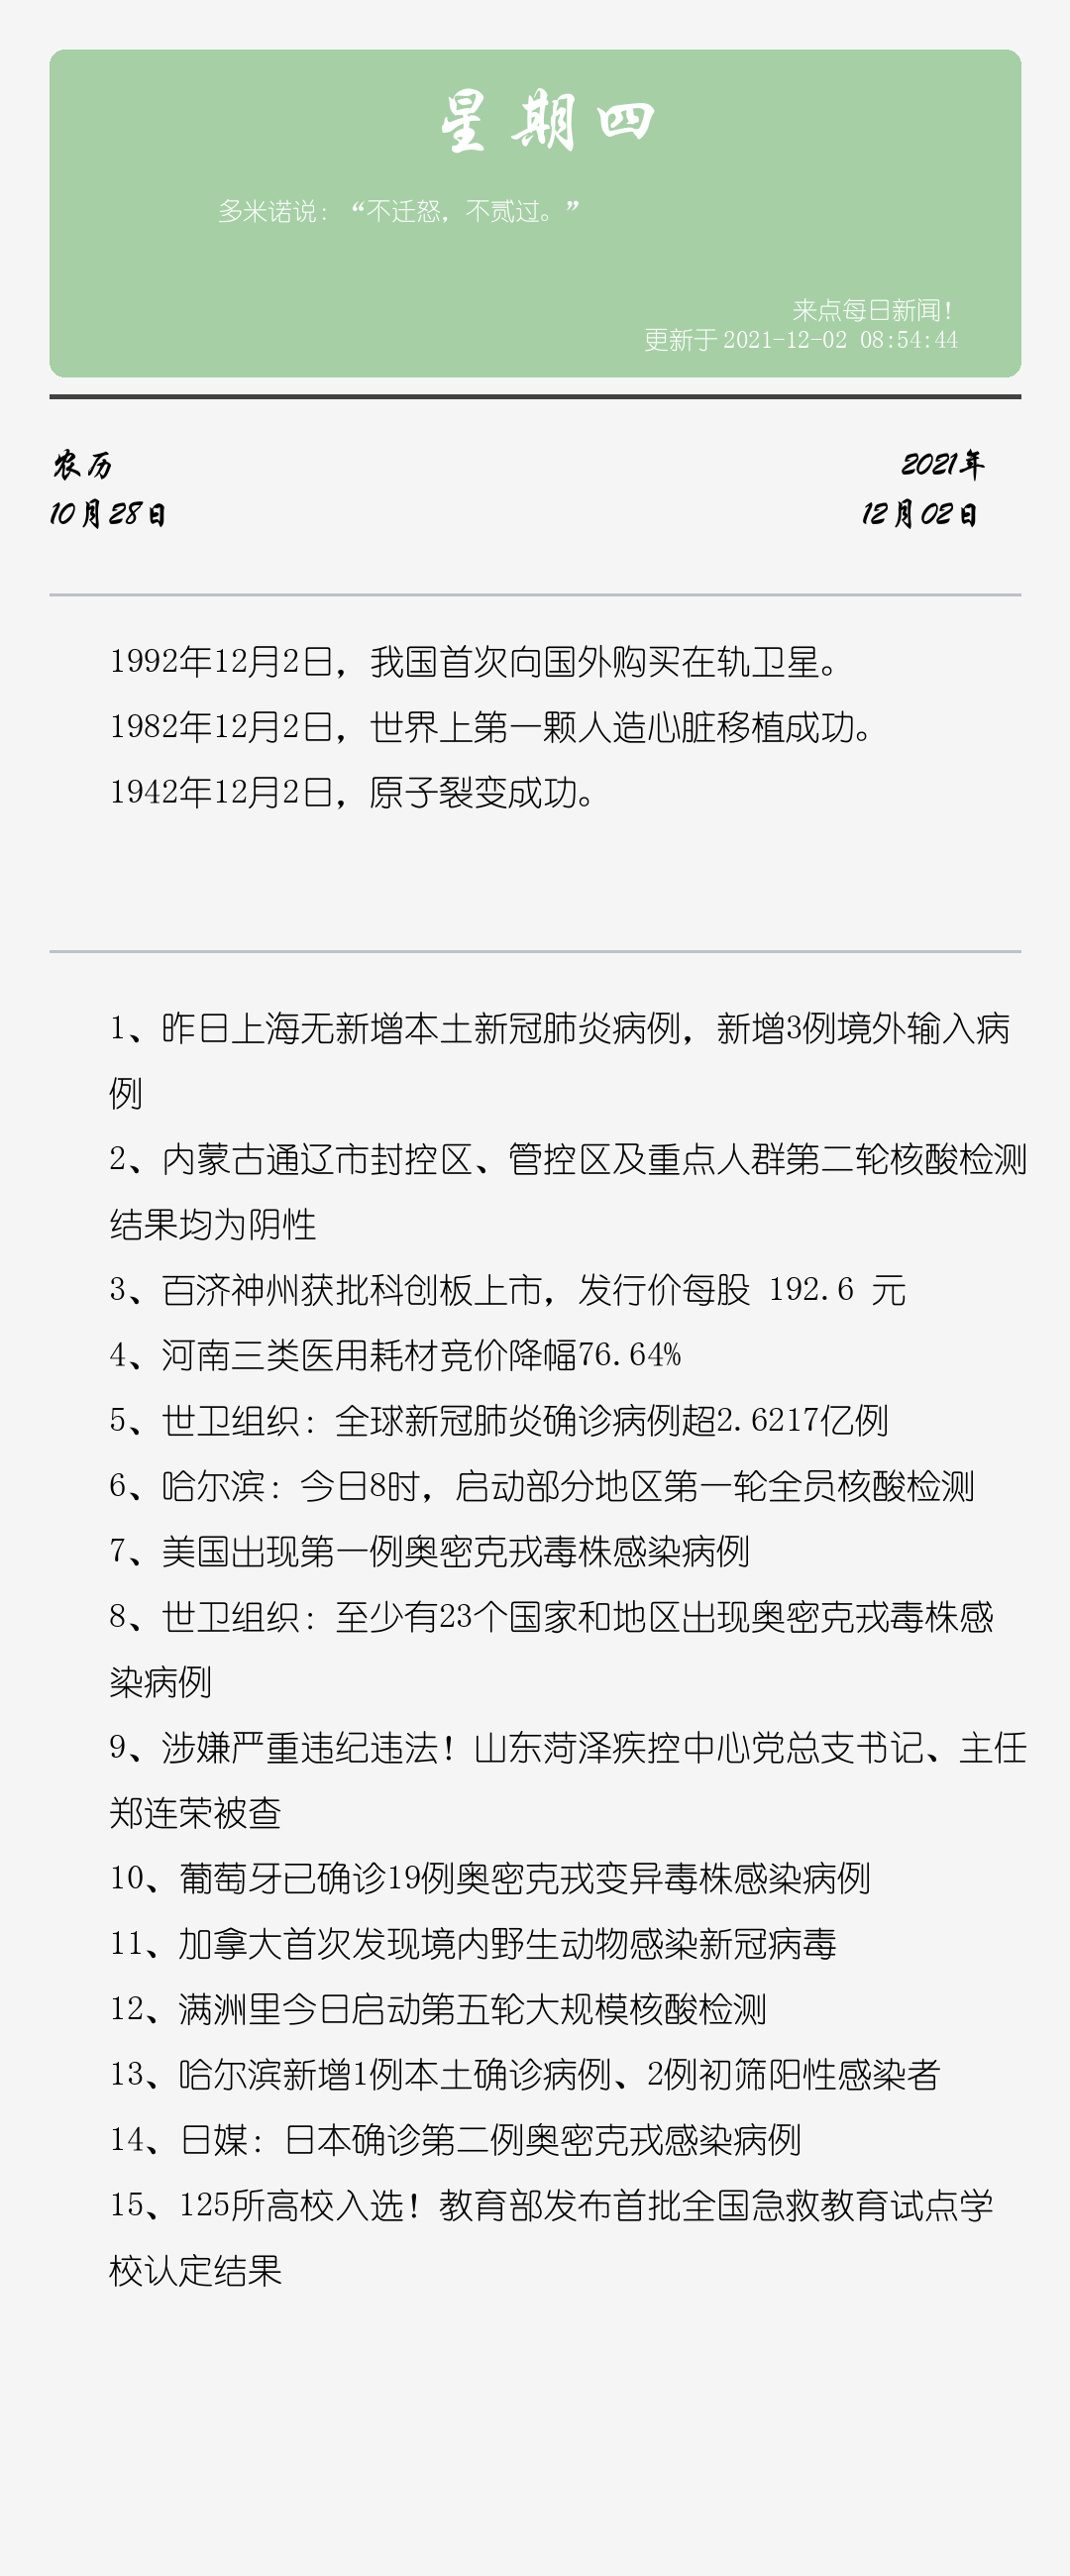 星期四
多米诺说：“不迁怒，不贰过。”
来点每日新闻！
更新于 2021-12-02 08:54:44
农历
2021年
10月28日
12月02日
1992年12月2日，我国首次向国外购买在轨卫星。
1982年12月2日，世界上第一颗人造心脏移植成功。
1942年12月2日，原子裂变成功。
1、昨日上海无新增本土新冠肺炎病例，新增3例境外输入病
例
2、内蒙古通辽市封控区、管控区及重点人群第二轮核酸检测
结果均为阴性
3、百济神州获批科创板上市，发行价每股 192.6 元
4、河南三类医用耗材竞价降幅76.64%
5、世卫组织：全球新冠肺炎确诊病例超2.6217亿例
6、哈尔滨：今日8时，启动部分地区第一轮全员核酸检测
7、美国出现第一例奥密克戎毒株感染病例
8、世卫组织：至少有23个国家和地区出现奥密克戎毒株感
染病例
9、涉嫌严重违纪违法！山东菏泽疾控中心党总支书记、主任
郑连荣被查
10、葡萄牙已确诊19例奥密克戎变异毒株感染病例
11、加拿大首次发现境内野生动物感染新冠病毒
12、满洲里今日启动第五轮大规模核酸检测
13、哈尔滨新增1例本土确诊病例、2例初筛阳性感染者
14、日媒：日本确诊第二例奥密克戎感染病例
15、125所高校入选！教育部发布首批全国急救教育试点学
校认定结果